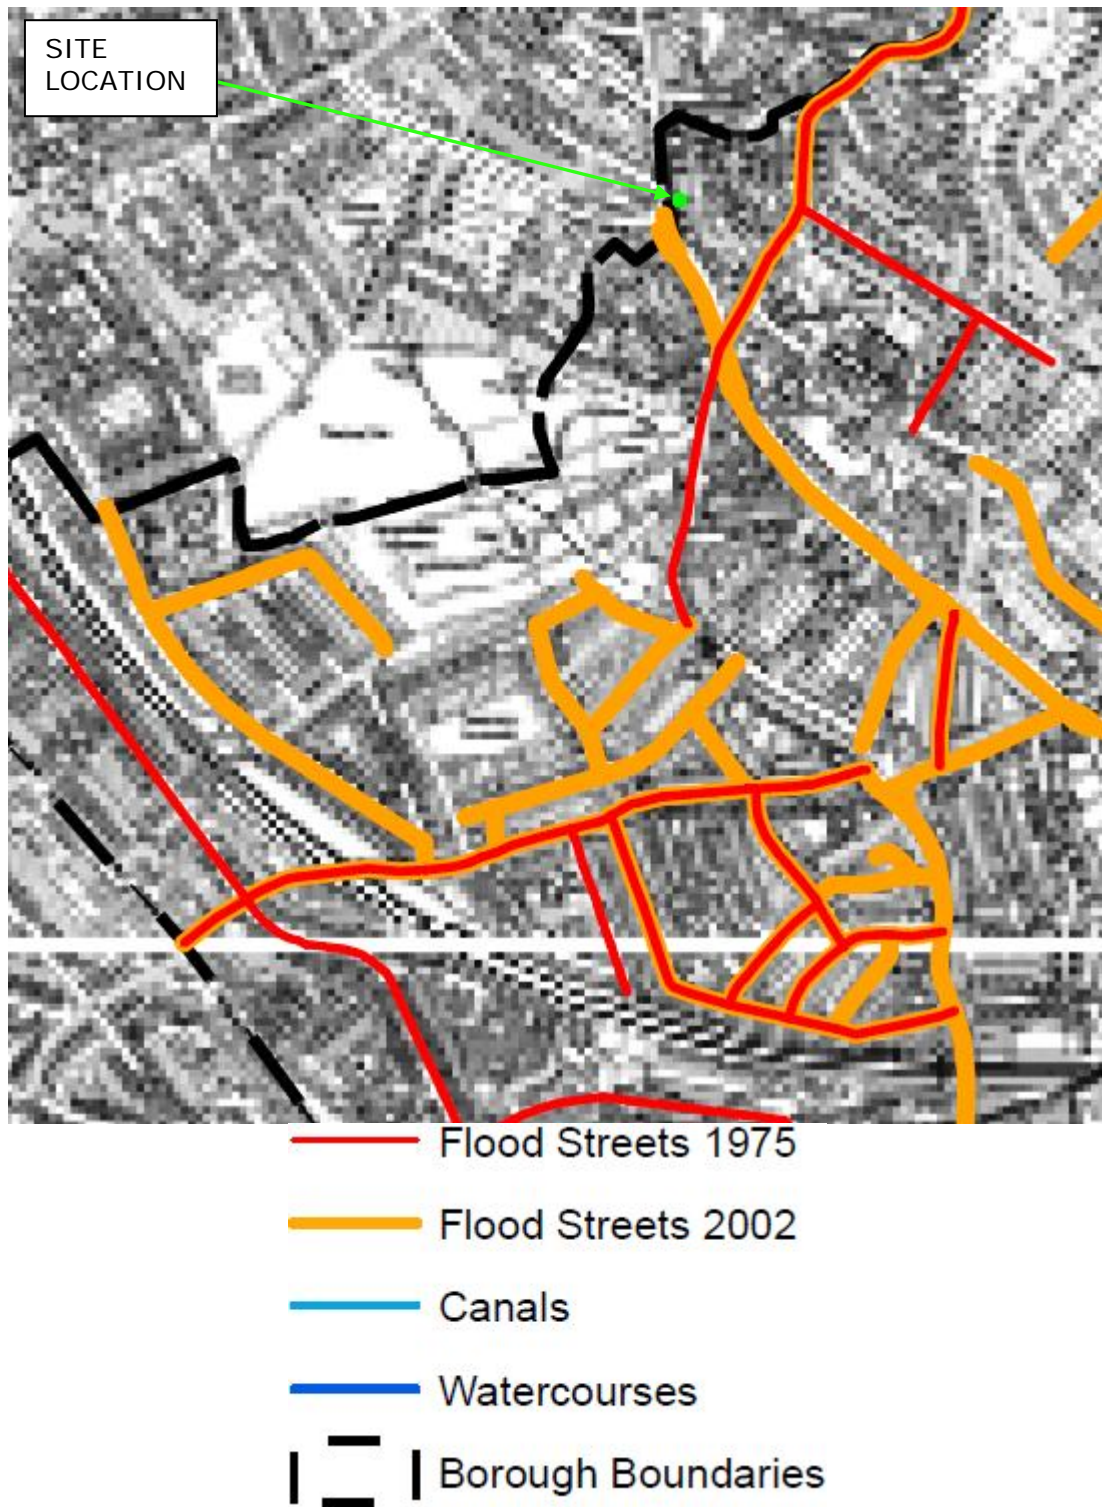 SITE
LOCATION
Flood Streets 1975
Flood Streets 2002
Canals
Watercourses
Borough Boundaries